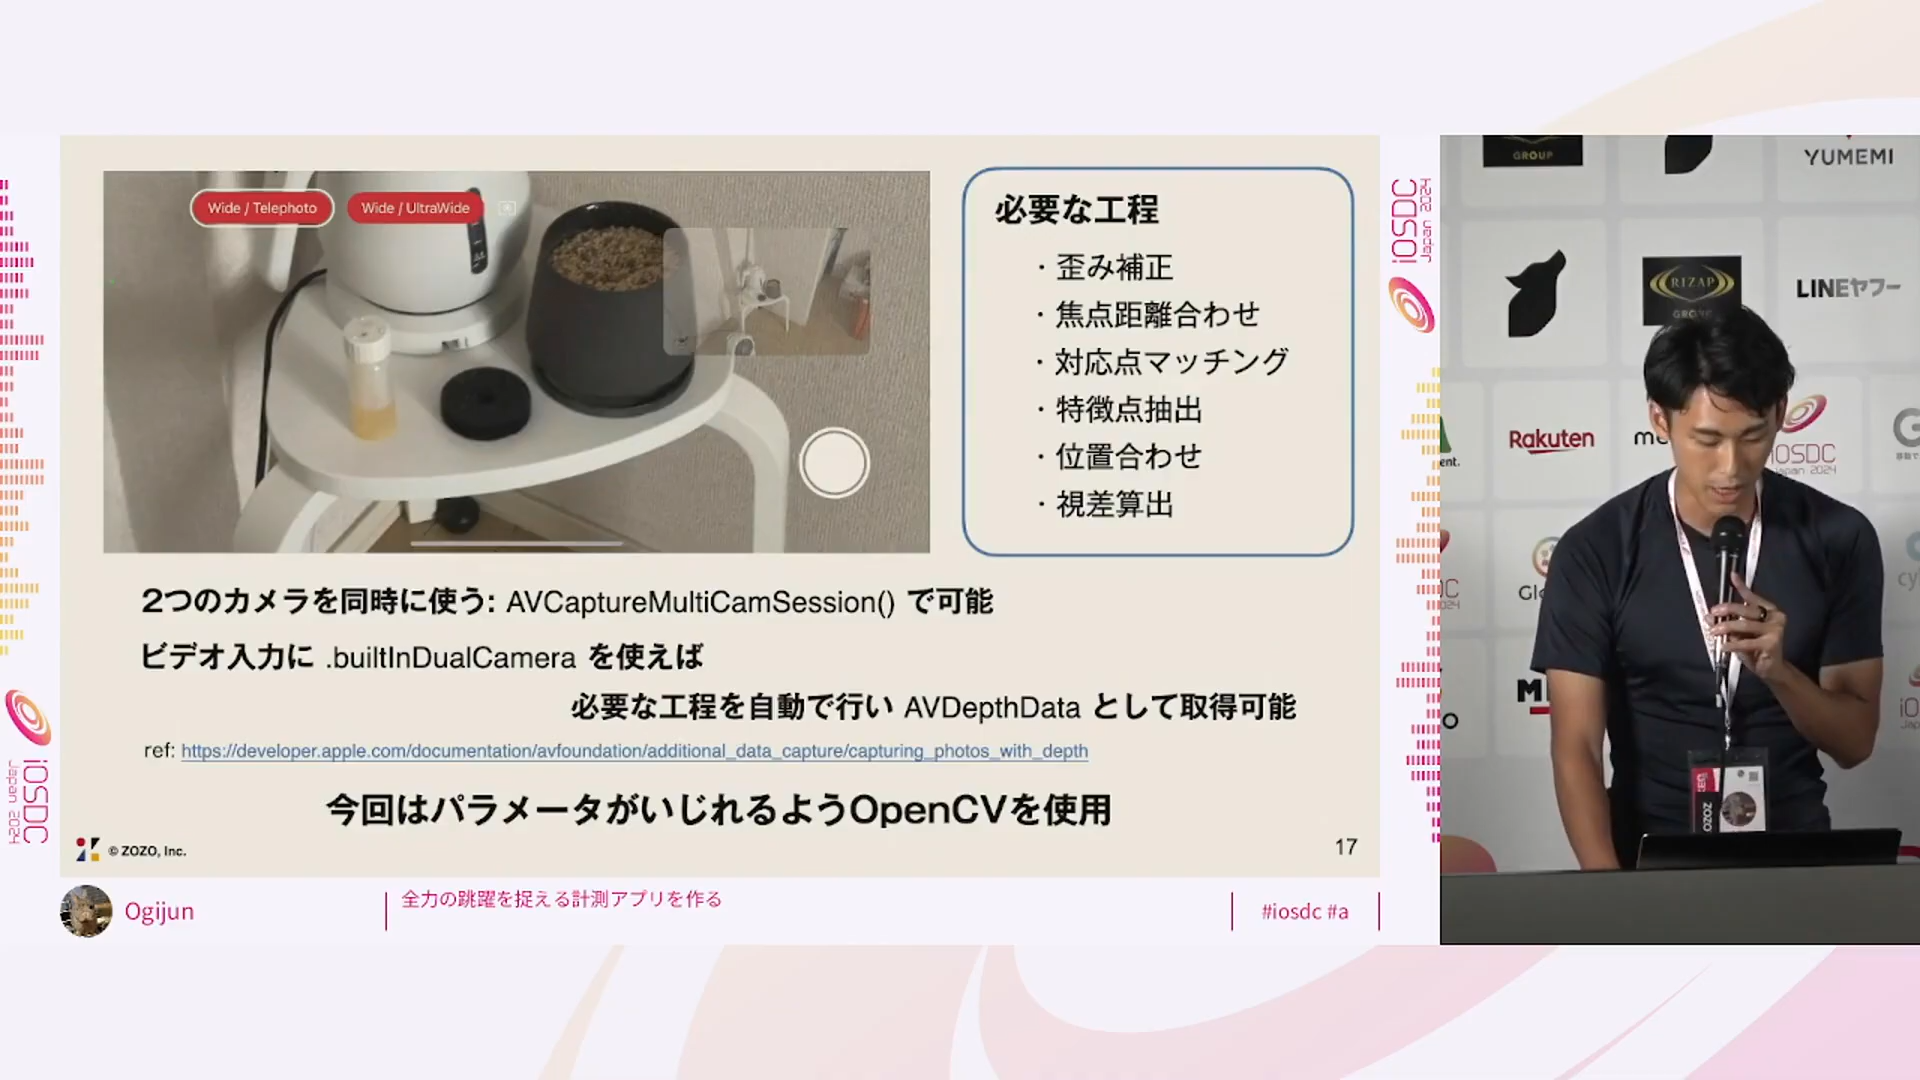 Wide / Telephoto
Wide / UltraWide
必要な工程
・歪み補正
・焦点距離合わせ
・対応点マッチング
・特徴点抽出
・位置合わせ
・視差算出
2つのカメラを同時に使う: AVCaptureMultiCamSession() で可能
ビデオ入力に .builtInDualCamera を使えば
必要な工程を自動で行い AVDepthData として取得可能
ref: https://developer.apple.com/documentation/avfoundation/additional_data_capture/capturing_photos_with_depth
今回はパラメータがいじれるようOpenCVを使用
© ZOZO, Inc.
17
Ogijun
全力の跳躍を捉える計測アプリを作る
#iosdc #a
iOSDC
Japan 2024
iOSDC
Japan 2024
GROUP
YUMEMI
RIZAP
GROUP
LINEヤフー
Rakuten
iOSDC
Japan 2024
ZOZO